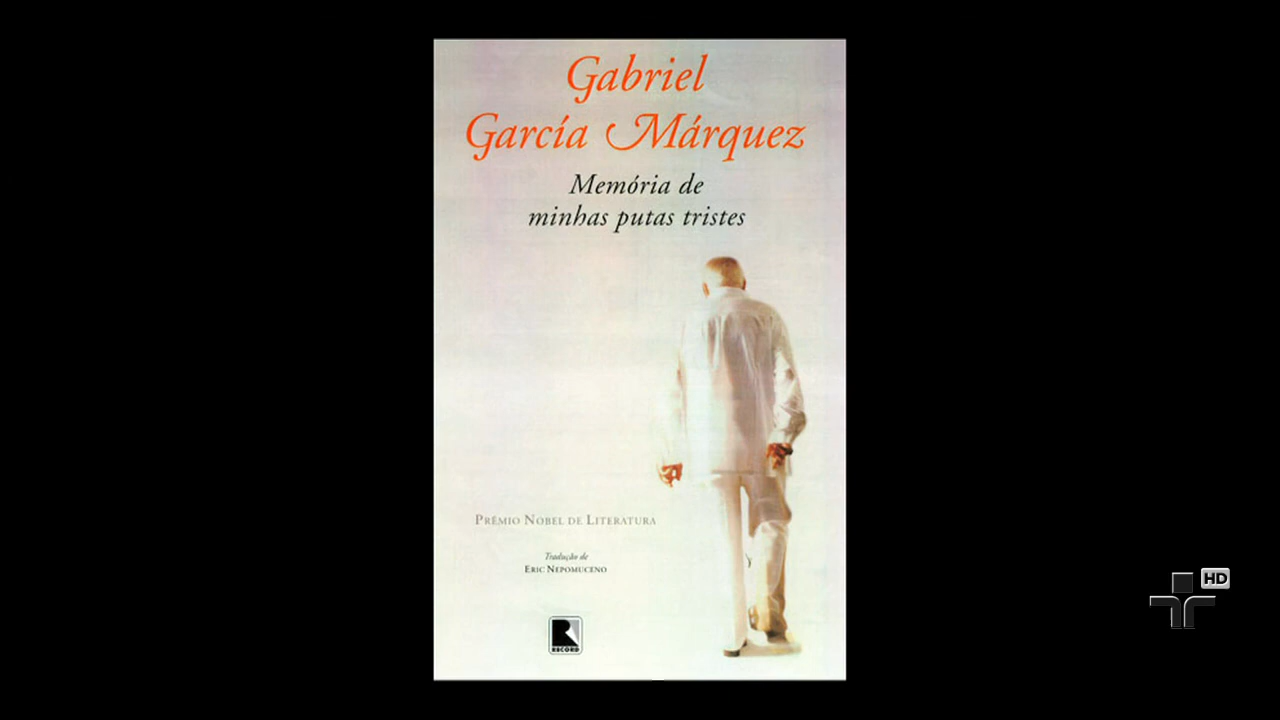 Gabriel
García Márquez
Memória de
minhas putas tristes
PRÊMIO NOBEL DE LITERATURA
Tradução de
ERIC NEPOMUCENO
RECORD
HD